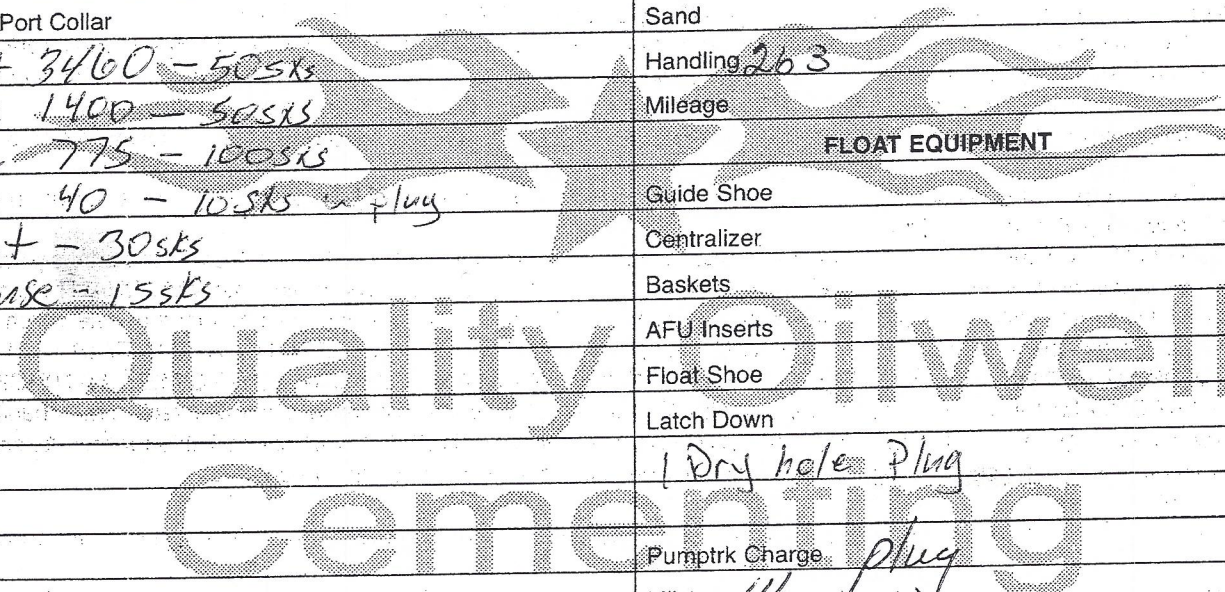 Port Collar
3460 - 50sks
1400 - 50sks
775 - 100sks
40 - 10sks w plug
+ - 30sks
nse - 15sks
Sand
Handling 263
Mileage
FLOAT EQUIPMENT
Guide Shoe
Centralizer
Baskets
AFU Inserts
Float Shoe
Latch Down
1 Dry hole Plug
Pumptrk Charge plug
Quality Oilwell
Cementing